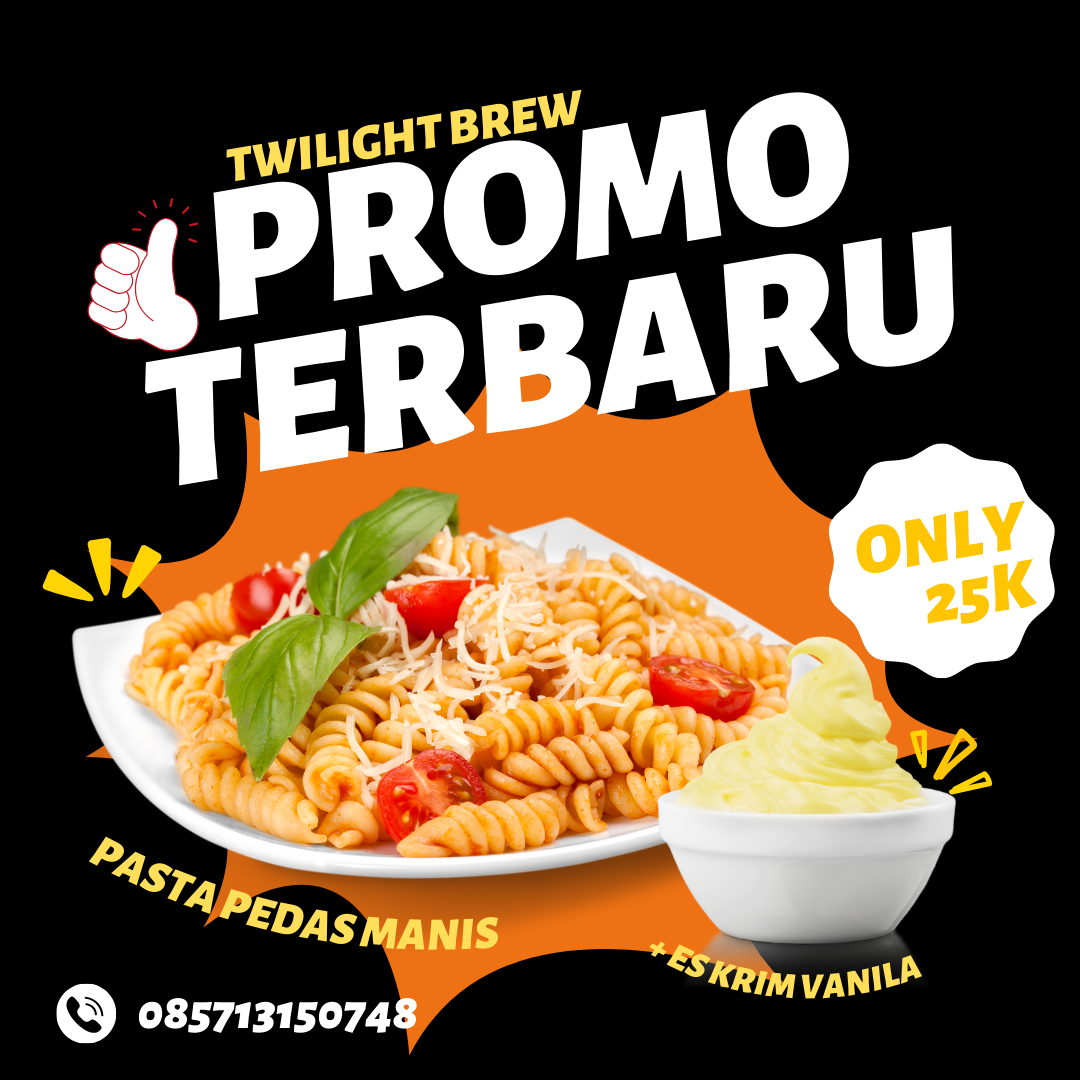 TWILIGHT BREW
PROMO
TERBARU
ONLY
25K
PASTA PEDAS MANIS
+ ES KRIM VANILA
085713150748